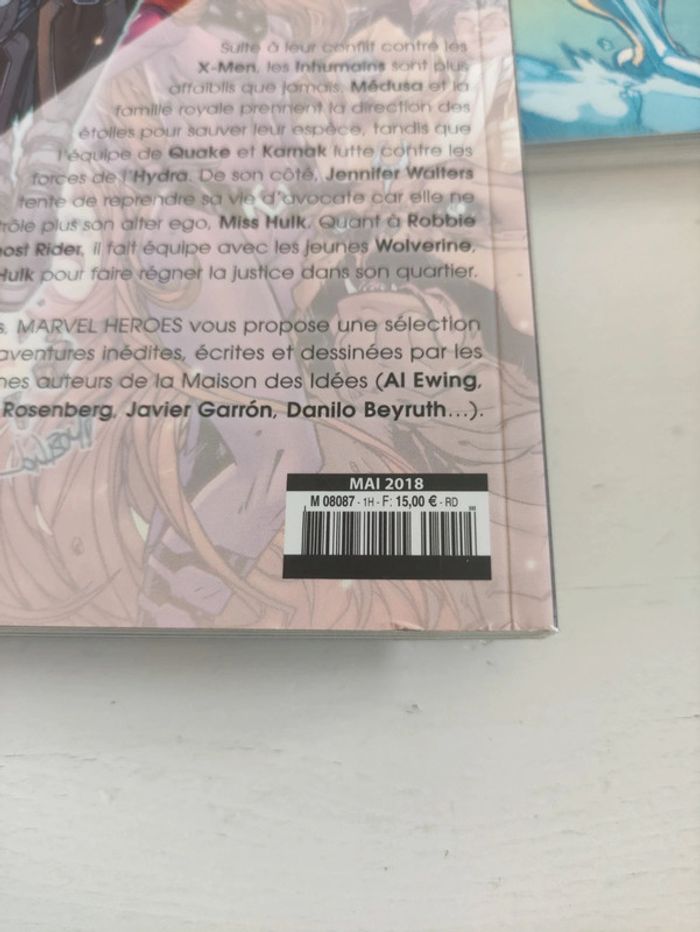 Suite à leur conflit contre les
X-Men, les Inhumains sont plus
affaiblis que jamais. Médusa et la
famille royale prennent la direction des
étoiles pour sauver leur espèce, tandis que
l'équipe de Quake et Karnak lutte contre les
forces de l'Hydra. De son côté, Jennifer Walters
tente de reprendre sa vie d'avocate car elle ne
trôle plus son alter ego, Miss Hulk. Quant à Robbie
ost Rider, il fait équipe avec les jeunes Wolverine,
Hulk pour faire régner la justice dans son quartier.
s, MARVEL HEROES vous propose une sélection
aventures inédites, écrites et dessinées par les
nes auteurs de la Maison des Idées (Al Ewing,
Rosenberg, Javier Garrón, Danilo Beyruth...).
MAI 2018
M 08087 - 1H - F: 15,00 € - RD